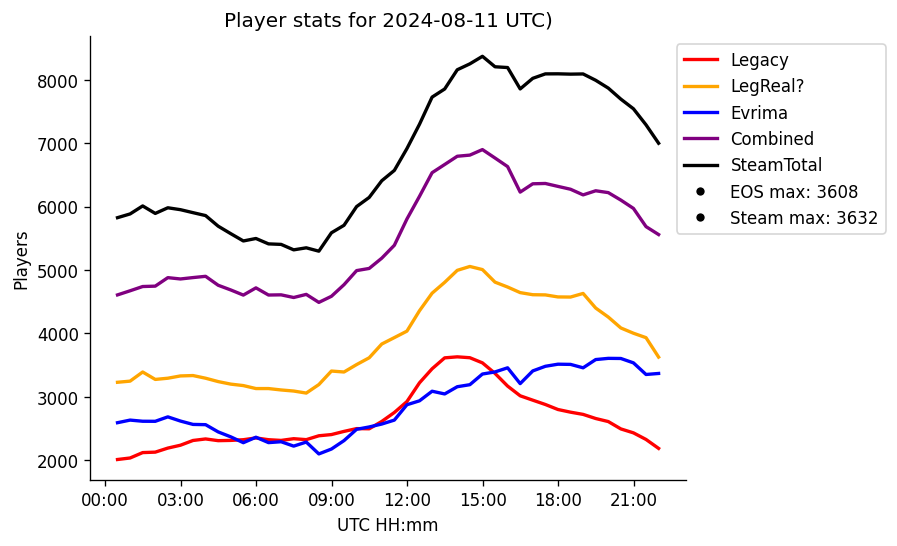 Player stats for 2024-08-11 UTC)
Legacy
LegReal?
Evrima
Combined
SteamTotal
EOS max: 3608
Steam max: 3632
Players
8000
7000
6000
5000
4000
3000
2000
00:00 03:00 06:00 09:00 12:00 15:00 18:00 21:00
UTC HH:mm